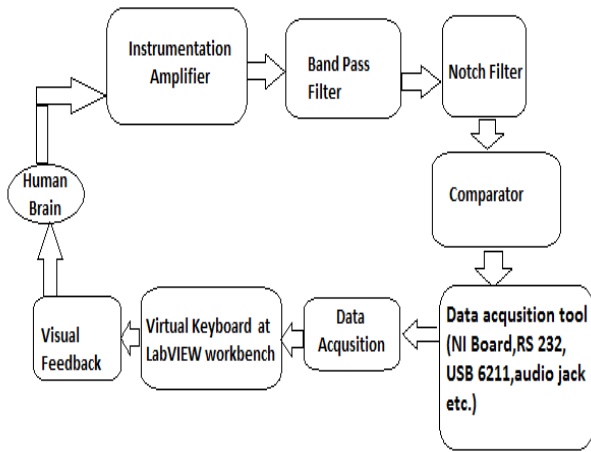 Instrumentation
Amplifier
Band Pass
Filter
Notch Filter
Comparator
Data acqusition tool
(NI Board,RS 232,
USB 6211,audio jack
etc.)
Data
Acqusition
Virtual Keyboard at
LabVIEW workbench
Visual
Feedback
Human
Brain